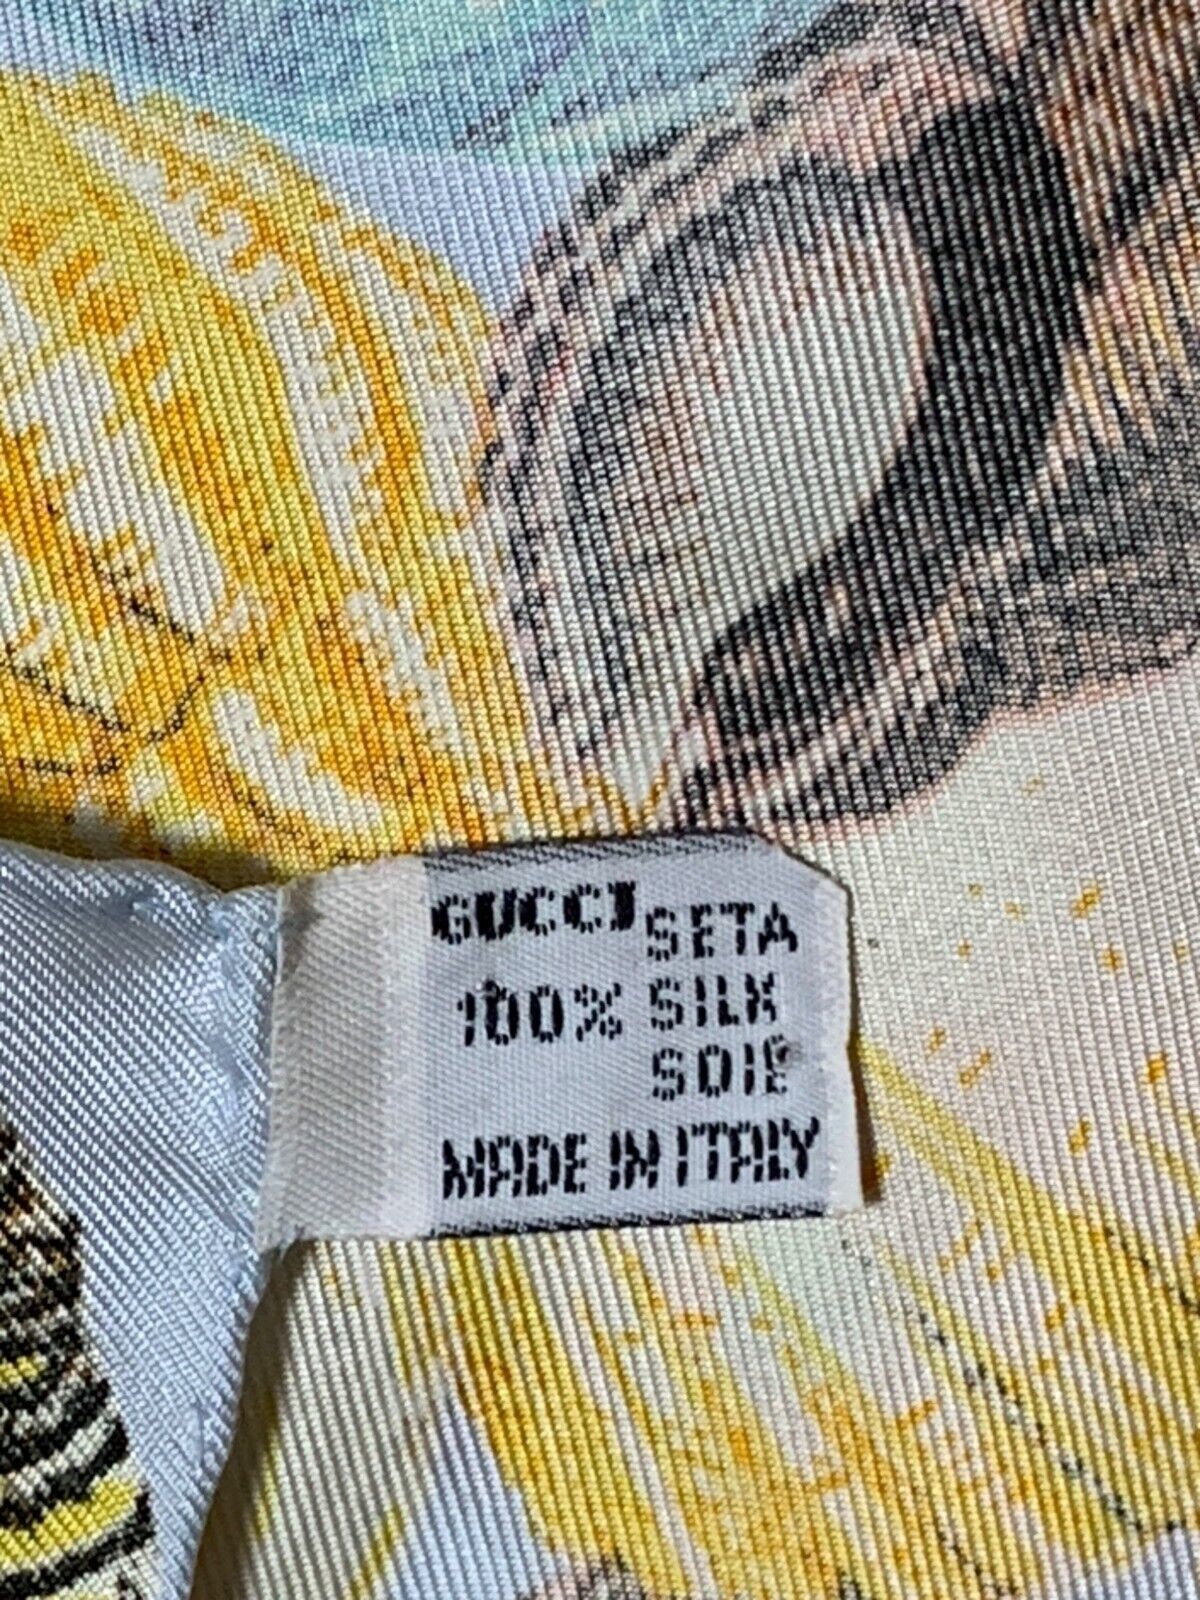 GUCCI SETA
100% SILK
SOIE
MADE IN ITALY